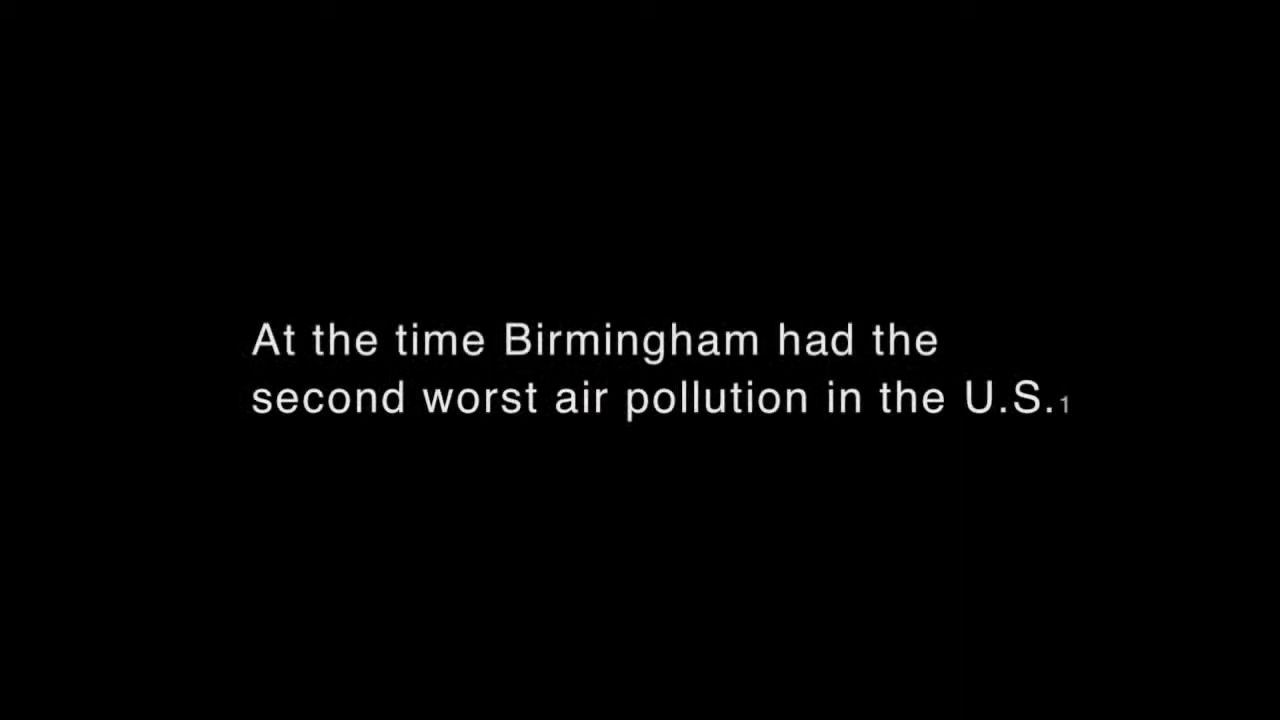 At the time Birmingham had the
second worst air pollution in the U.S.1